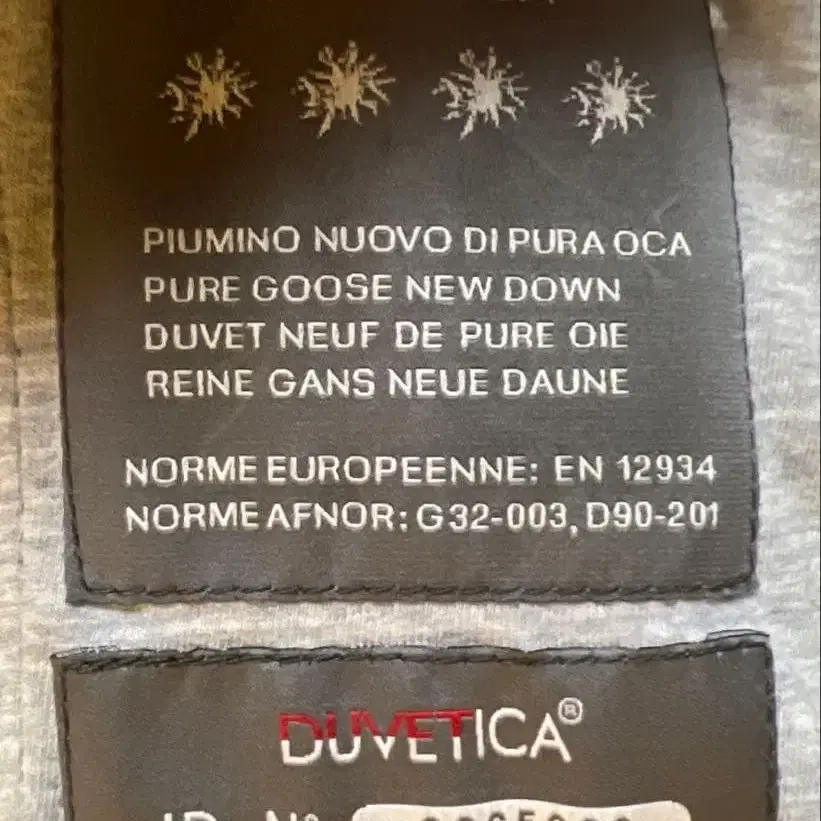 PIUMINO NUOVO DI PURA OCA
PURE GOOSE NEW DOWN
DUVET NEUF DE PURE OIE
REINE GANS NEUE DAUNE
NORME EUROPEENNE: EN 12934
NORME AFNOR: G32-003, D90-201
DUVETICA®
ID. N°